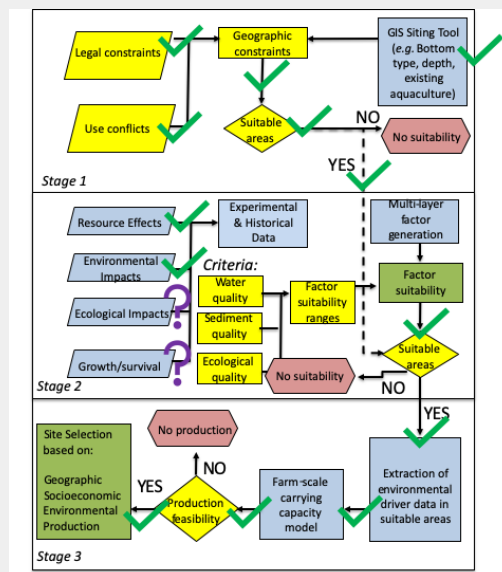 Legal constraints
Use conflicts
Geographic
constraints
Suitable
areas
GIS Siting Tool
(e.g. Bottom
type, depth,
existing
aquaculture)
NO
No suitability
YES
Stage 1
Resource Effects
Environmental
Impacts
Ecological Impacts
?
Growth/survival
?
Experimental
& Historical
Data
Criteria:
Water
quality
Sediment
quality
Ecological
quality
Factor
suitability
ranges
Multi-layer
factor
generation
Factor
suitability
Suitable
areas
No suitability
NO
Stage 2
YES
Site Selection
based on:
Geographic
Socioeconomic
Environmental
Production
YES
No production
NO
Production
feasibility
Farm-scale
carrying
capacity
model
Extraction of
environmental
driver data in
suitable areas
Stage 3